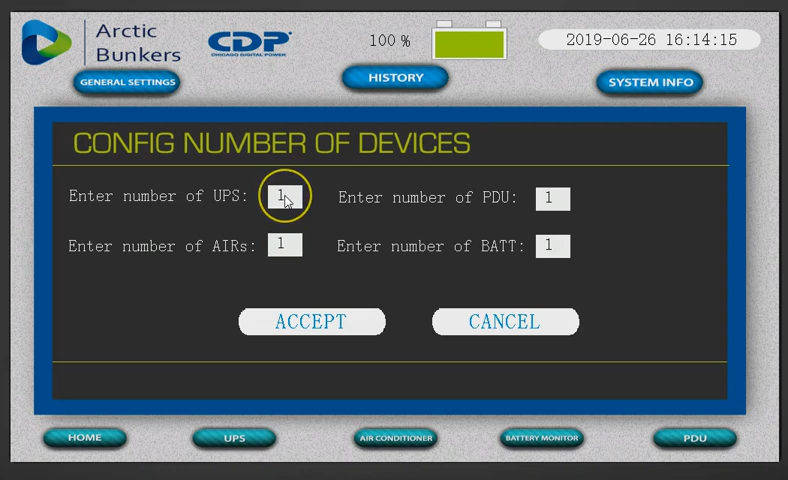 Arctic
Bunkers
CDP
CHICAGO DIGITAL POWER
100 %
2019-06-26 16:14:15
GENERAL SETTINGS
HISTORY
SYSTEM INFO
CONFIG NUMBER OF DEVICES
Enter number of UPS: 1
Enter number of PDU: 1
Enter number of AIRs: 1
Enter number of BATT: 1
ACCEPT
CANCEL
HOME
UPS
AIR CONDITIONER
BATTERY MONITOR
PDU